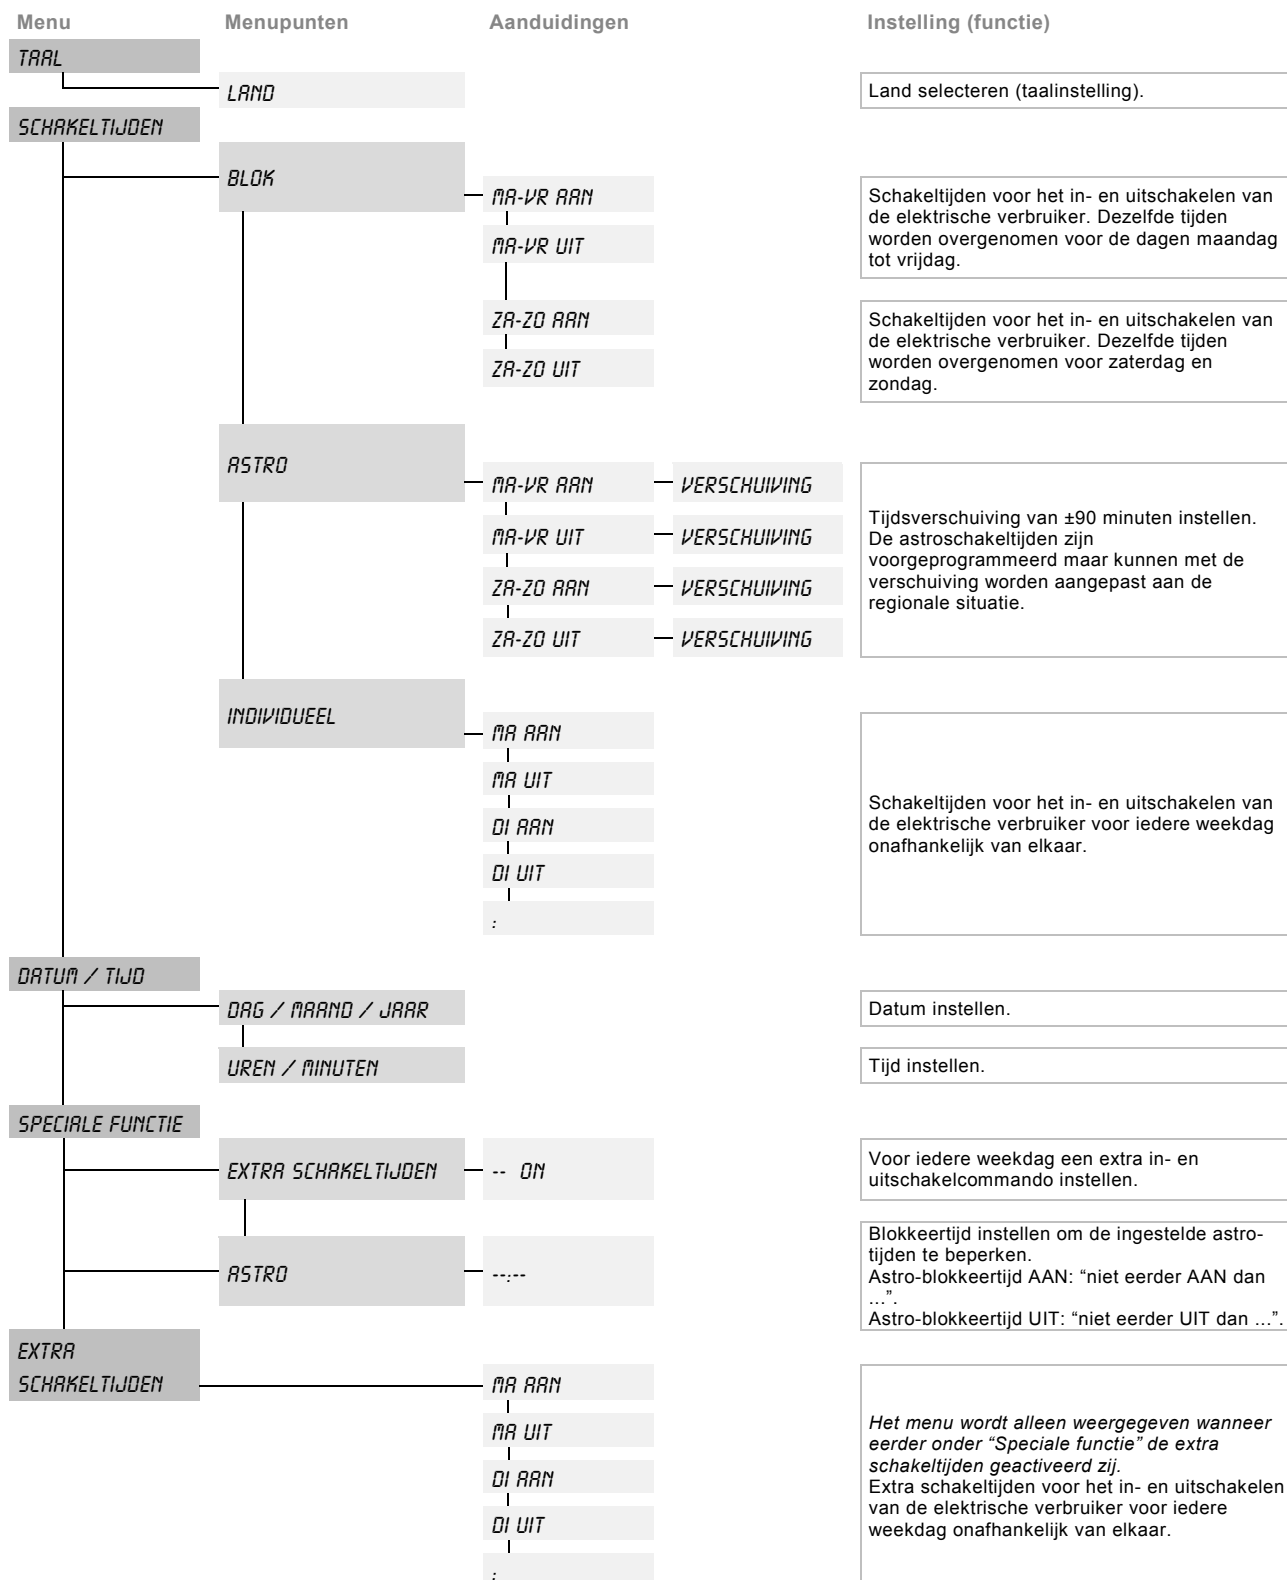 Menu Menupunten Aanduidingen Instelling (functie)
TAAL
LAND
Land selecteren (taalinstelling).
SCHAKELTIJDEN
BLOK
MA-VR AAN
MA-VR UIT
Schakeltijden voor het in- en uitschakelen van
de elektrische verbruiker. Dezelfde tijden
worden overgenomen voor de dagen maandag
tot vrijdag.
ZA-ZO AAN
ZA-ZO UIT
Schakeltijden voor het in- en uitschakelen van
de elektrische verbruiker. Dezelfde tijden
worden overgenomen voor zaterdag en
zondag.
ASTRO
MA-VR AAN VERSCHUIVING
MA-VR UIT VERSCHUIVING
ZA-ZO AAN VERSCHUIVING
ZA-ZO UIT VERSCHUIVING
Tijdsverschuiving van ±90 minuten instellen.
De astroschakeltijden zijn
voorgeprogrammeerd maar kunnen met de
verschuiving worden aangepast aan de
regionale situatie.
INDIVIDUEEL
MA AAN
MA UIT
DI AAN
DI UIT
:
Schakeltijden voor het in- en uitschakelen van
de elektrische verbruiker voor iedere weekdag
onafhankelijk van elkaar.
DATUM / TIJD
DAG / MAAND / JAAR
Datum instellen.
UREN / MINUTEN
Tijd instellen.
SPECIALE FUNCTIE
EXTRA SCHAKELTIJDEN
-- ON
Voor iedere weekdag een extra in- en
uitschakelcommando instellen.
ASTRO
--:--
Blokkeertijd instellen om de ingestelde astro-
tijden te beperken.
Astro-blokkeertijd AAN: “niet eerder AAN dan
...”.
Astro-blokkeertijd UIT: “niet eerder UIT dan ...”.
EXTRA
SCHAKELTIJDEN
MA AAN
MA UIT
DI AAN
DI UIT
:
Het menu wordt alleen weergegeven wanneer
eerder onder “Speciale functie” de extra
schakeltijden geactiveerd zij.
Extra schakeltijden voor het in- en uitschakelen
van de elektrische verbruiker voor iedere
weekdag onafhankelijk van elkaar.